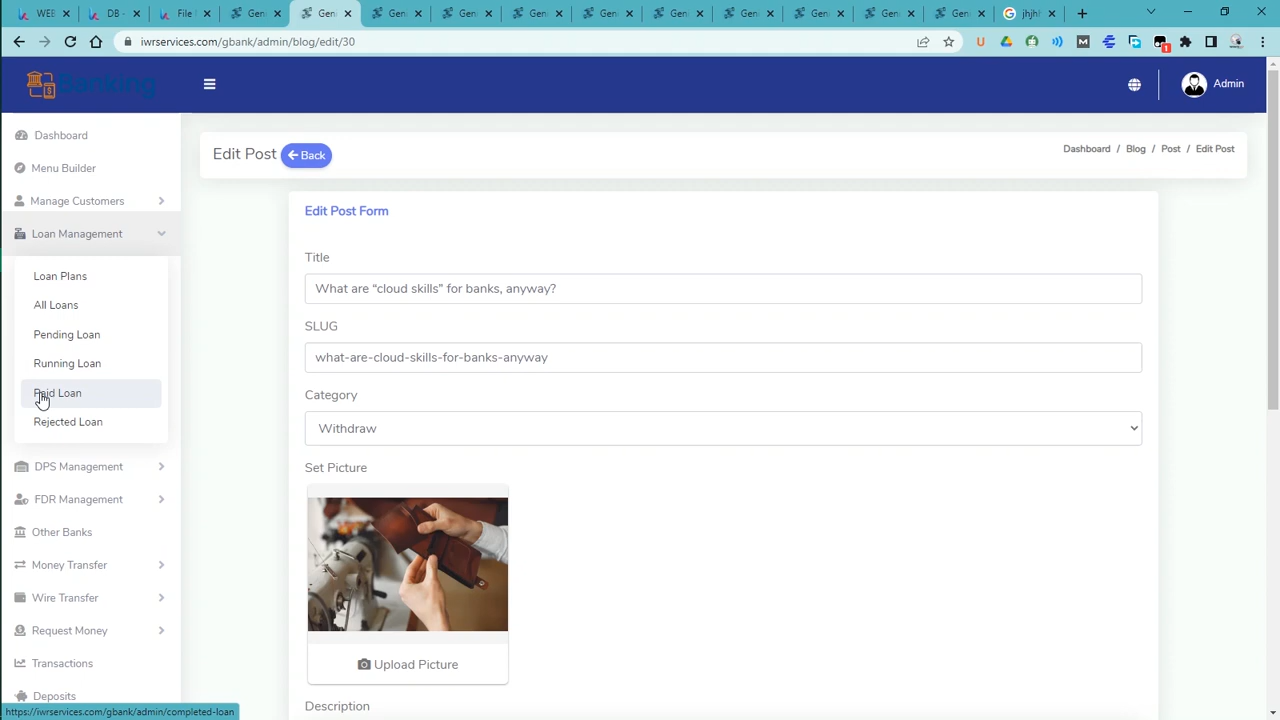 WEB
DB -
File
Gen
Gen
Gen
Gen
Gen
Gen
Gen
Gen
Gen
Gen
Gen
jhjhl
iwrservices.com/gbank/admin/blog/edit/30
Banking
Admin
Dashboard
Menu Builder
Manage Customers
Loan Management
Loan Plans
All Loans
Pending Loan
Running Loan
Paid Loan
Rejected Loan
DPS Management
FDR Management
Other Banks
Money Transfer
Wire Transfer
Request Money
Transactions
Deposits
Edit Post
Back
Dashboard / Blog / Post / Edit Post
Edit Post Form
Title
What are “cloud skills” for banks, anyway?
SLUG
what-are-cloud-skills-for-banks-anyway
Category
Withdraw
Set Picture
Upload Picture
Description
https://iwrservices.com/gbank/admin/completed-loan